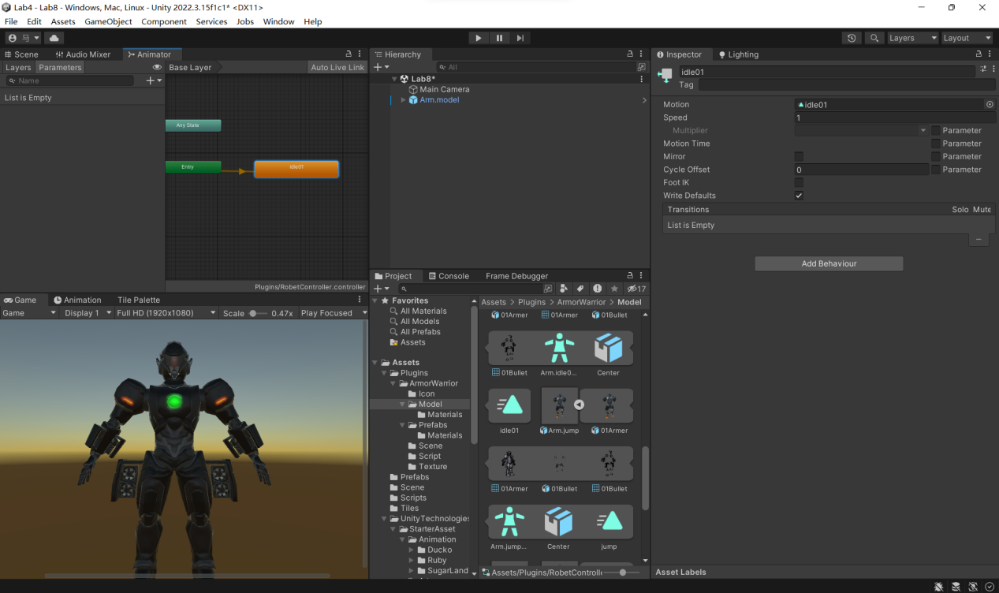 Lab4 - Lab8 - Windows, Mac, Linux - Unity 2022.3.15f1c1* <DX11>
File Edit Assets GameObject Component Services Jobs Window Help
马 Layers Layout
Scene Audio Mixer Animator
Layers Parameters Base Layer Auto Live Link
Name
List is Empty
Any State
Entry
idle01
Plugins/RobetController.controller
Hierarchy
All
Lab8*
Main Camera
Arm.model
Inspector Lighting
idle01
Tag
Motion idle01
Speed 1
Multiplier Parameter
Motion Time Parameter
Mirror Parameter
Cycle Offset 0 Parameter
Foot IK
Write Defaults
Transitions Solo Mute
List is Empty
Add Behaviour
Asset Labels
Game Animation Tile Palette
Game Display 1 Full HD (1920x1080) Scale 0.47x Play Focused
Project Console Frame Debugger
17
Favorites
All Materials
All Models
All Prefabs
Assets
Assets
Plugins
ArmorWarrior
Icon
Model
Materials
Prefabs
Materials
Scene
Script
Texture
Prefabs
Scene
Scripts
Tiles
UnityTechnologies
StarterAsset
Animation
Ducko
Ruby
SugarLand
Assets > Plugins > ArmorWarrior > Model
01Armer 01Armer 01Bullet
01Bullet Arm.idle0... Center
idle01 Arm.jump 01Armer
01Armer 01Bullet 01Bullet
Arm.jump... Center jump
Assets/Plugins/RobetControll